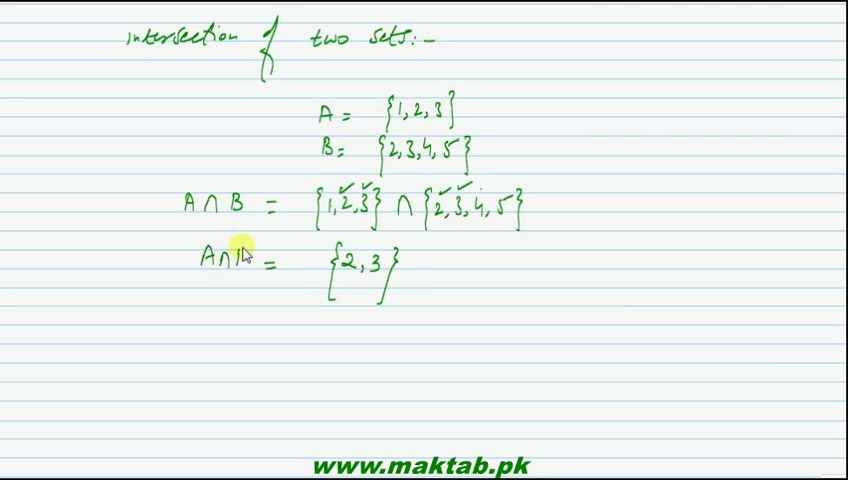 intersection of two sets:-
A = {1,2,3}
B = {2,3,4,5}
A ∩ B = {1,2,3} ∩ {2,3,4,5}
A ∩ = {2,3}
www.maktab.pk